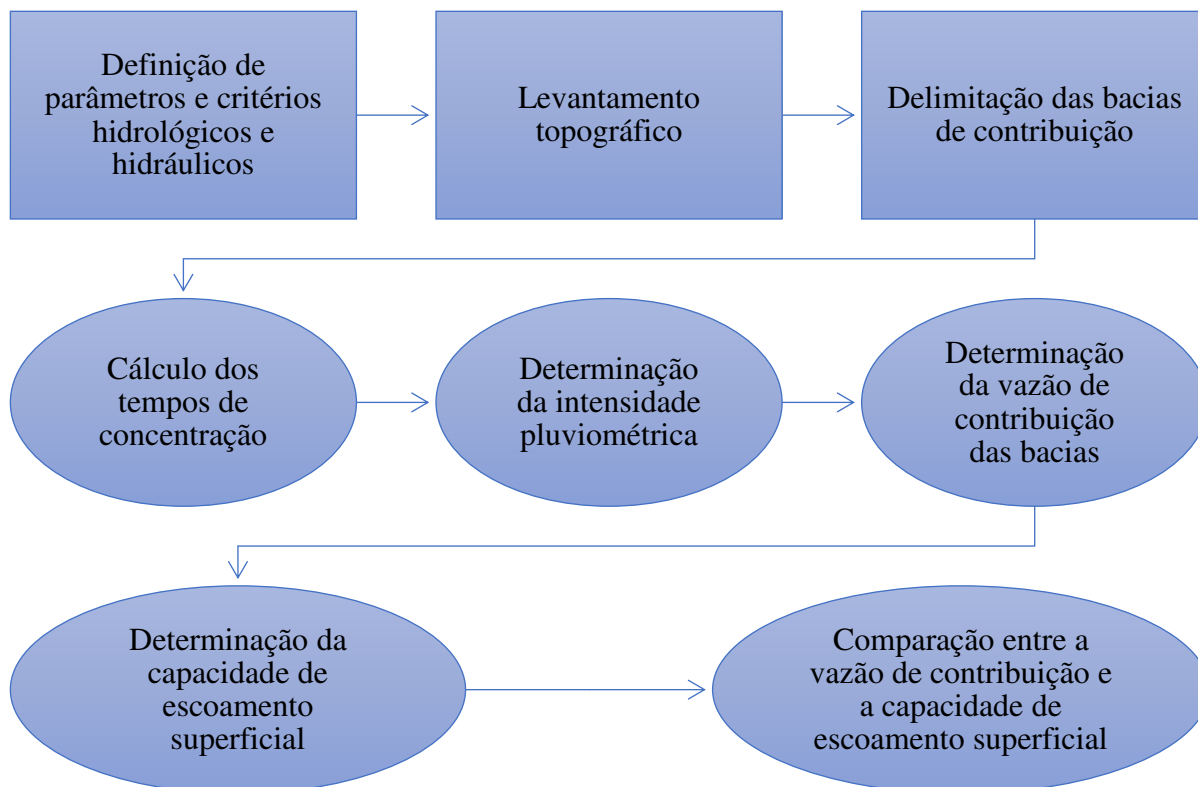 Definição de
parâmetros e critérios
hidrológicos e
hidráulicos
Levantamento
topográfico
Delimitação das bacias
de contribuição
Cálculo dos
tempos de
concentração
Determinação
da intensidade
pluviométrica
Determinação
da vazão de
contribuição
das bacias
Determinação da
capacidade de
escoamento
superficial
Comparação entre a
vazão de contribuição e
a capacidade de
escoamento superficial